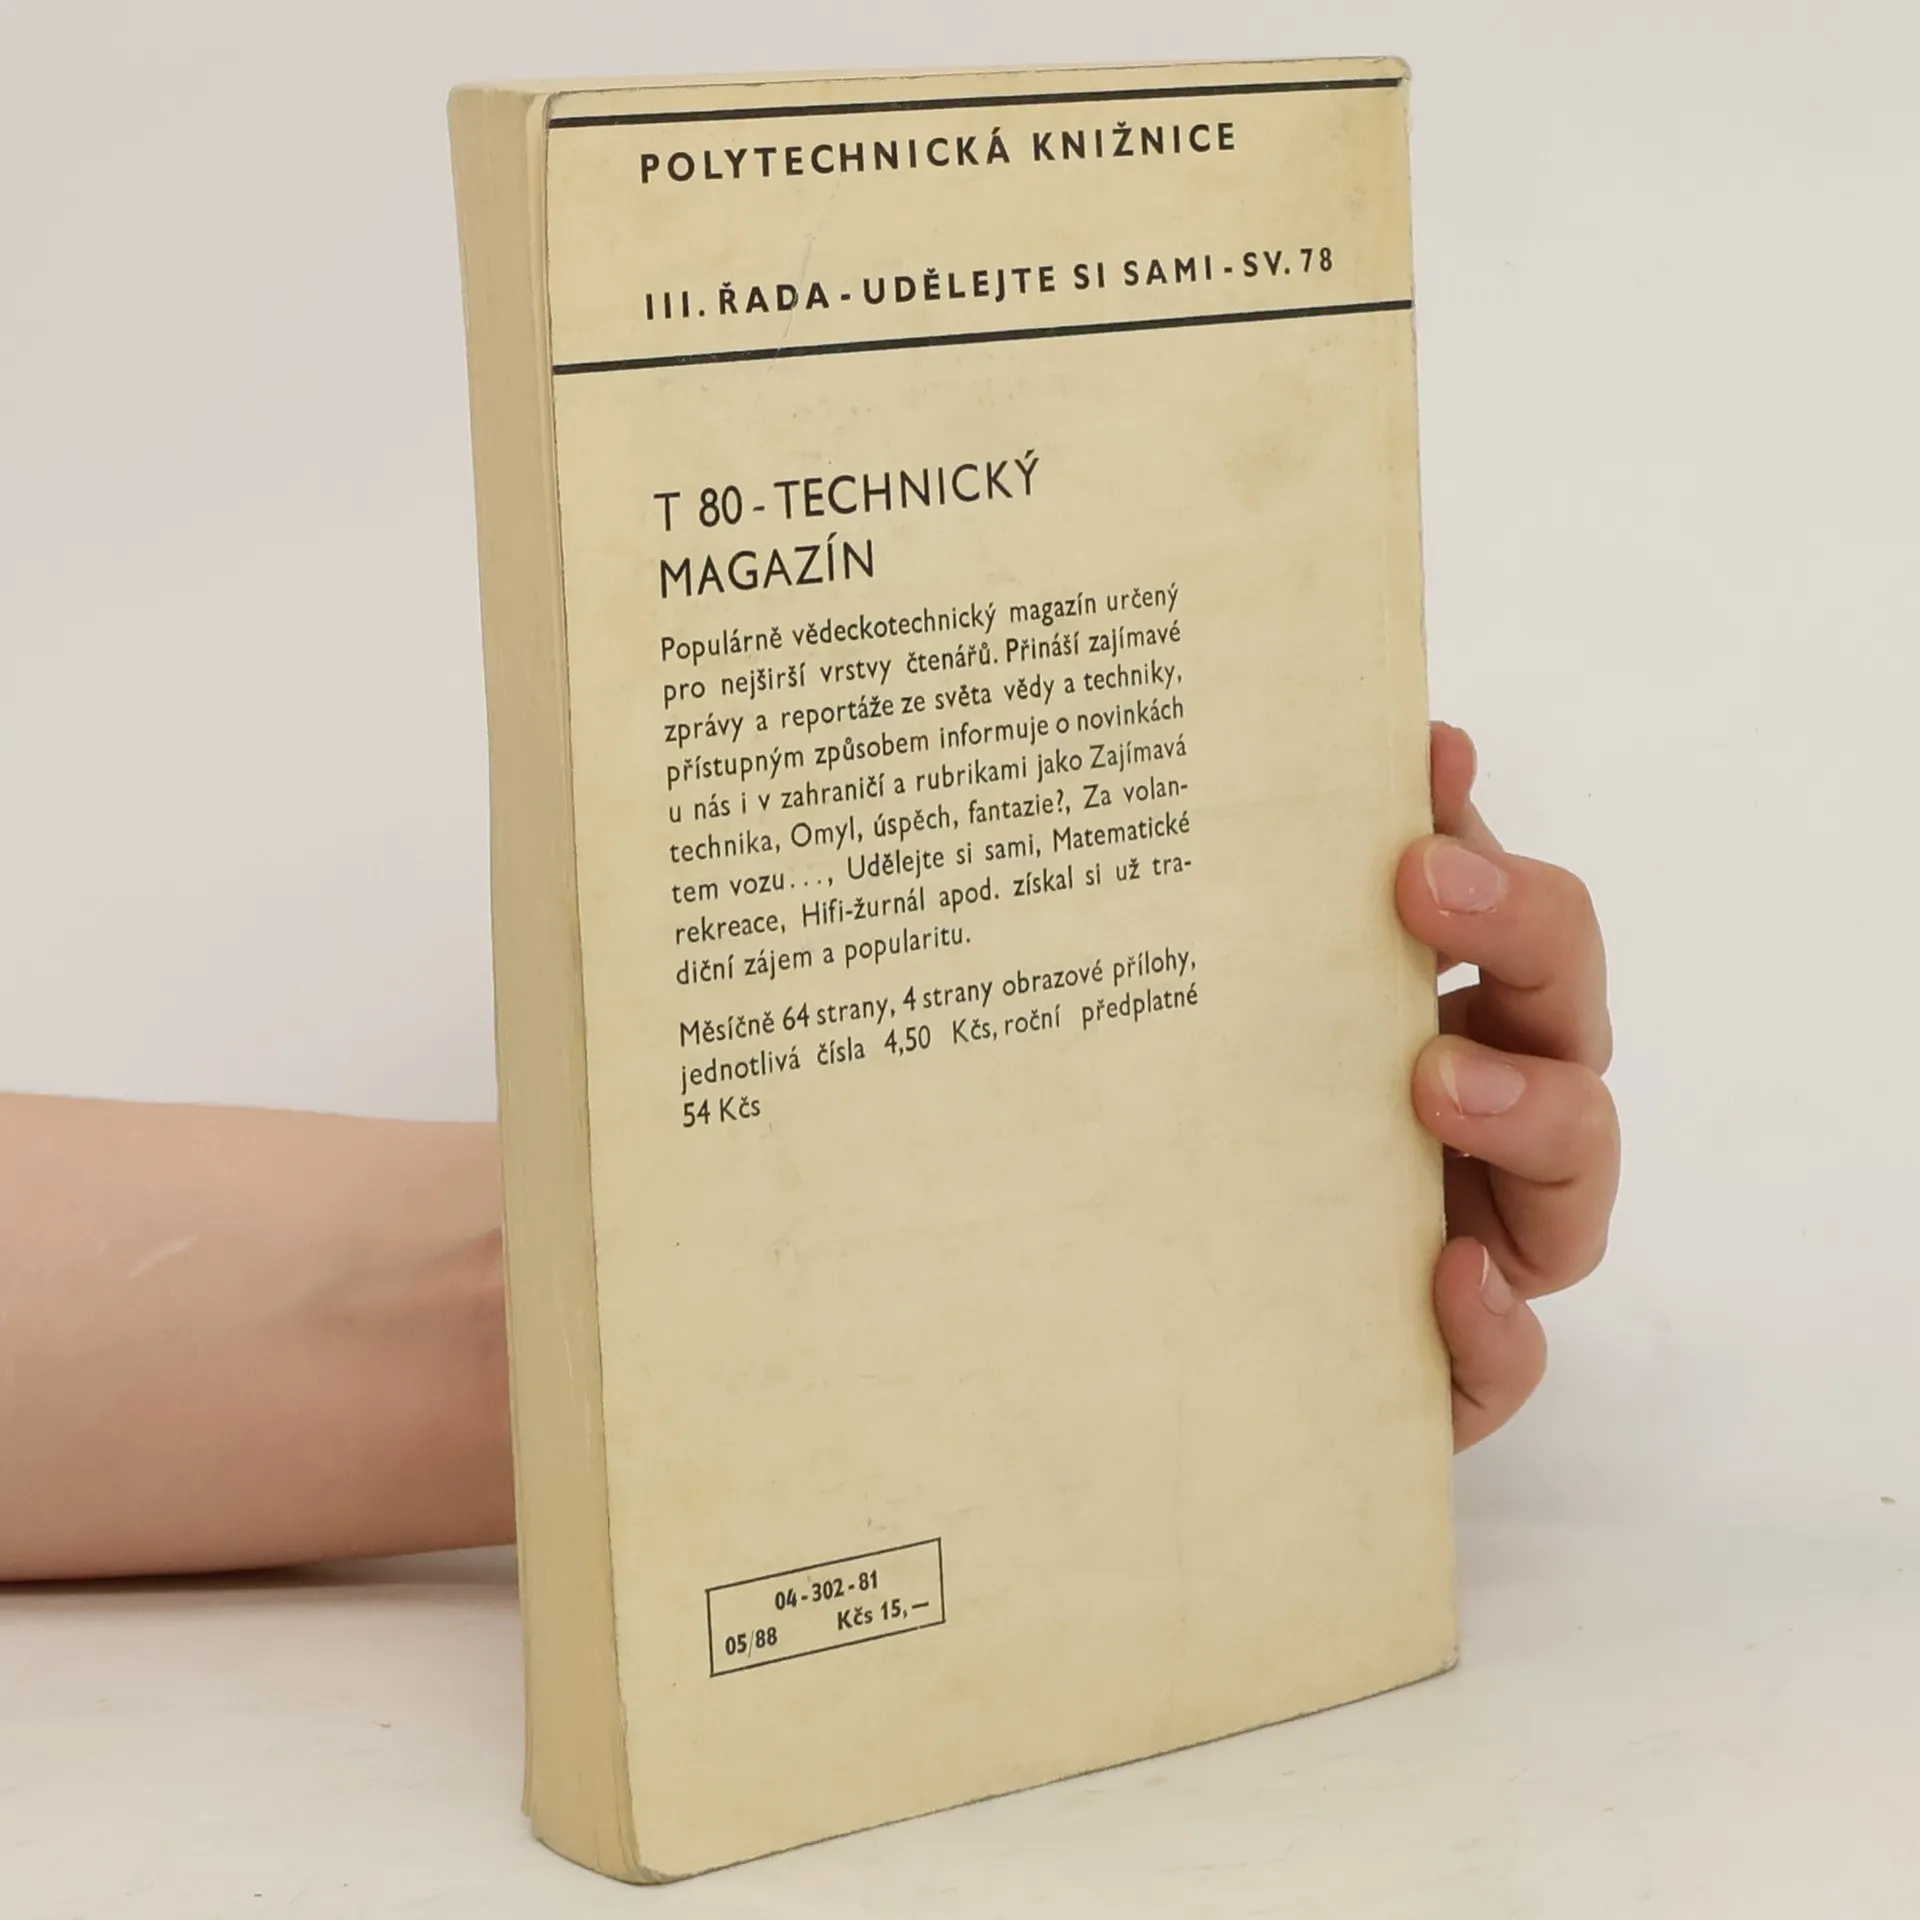 POLYTECHNICKÁ KNIŽNICE
III. ŘADA - UDĚLEJTE SI SAMI - SV. 78
T 80 - TECHNICKÝ
MAGAZÍN
Populárně vědeckotechnický magazín určený
pro nejširší vrstvy čtenářů. Přináší zajímavé
zprávy a reportáže ze světa vědy a techniky,
přístupným způsobem informuje o novinkách
u nás i v zahraničí a rubrikami jako Zajímavá
technika, Omyl, úspěch, fantazie?, Za volan-
tem vozu..., Udělejte si sami, Matematické
rekreace, Hifi-žurnál apod. získal si už tra-
diční zájem a popularitu.
Měsíčně 64 strany, 4 strany obrazové přílohy,
jednotlivá čísla 4,50 Kčs, roční předplatné
54 Kčs
04-302-81
05/88 Kčs 15,—